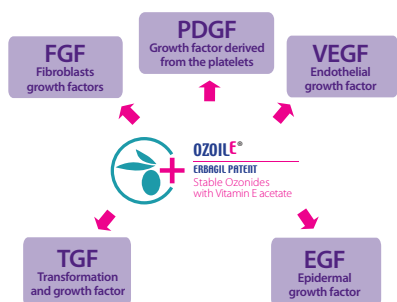 PDGF
Growth factor derived
from the platelets
FGF
Fibroblasts
growth factors
VEGF
Endothelial
growth factor
OZOILE®
ERBAGIL PATENT
Stable Ozonides
with Vitamin E acetate
TGF
Transformation
and growth factor
EGF
Epidermal
growth factor